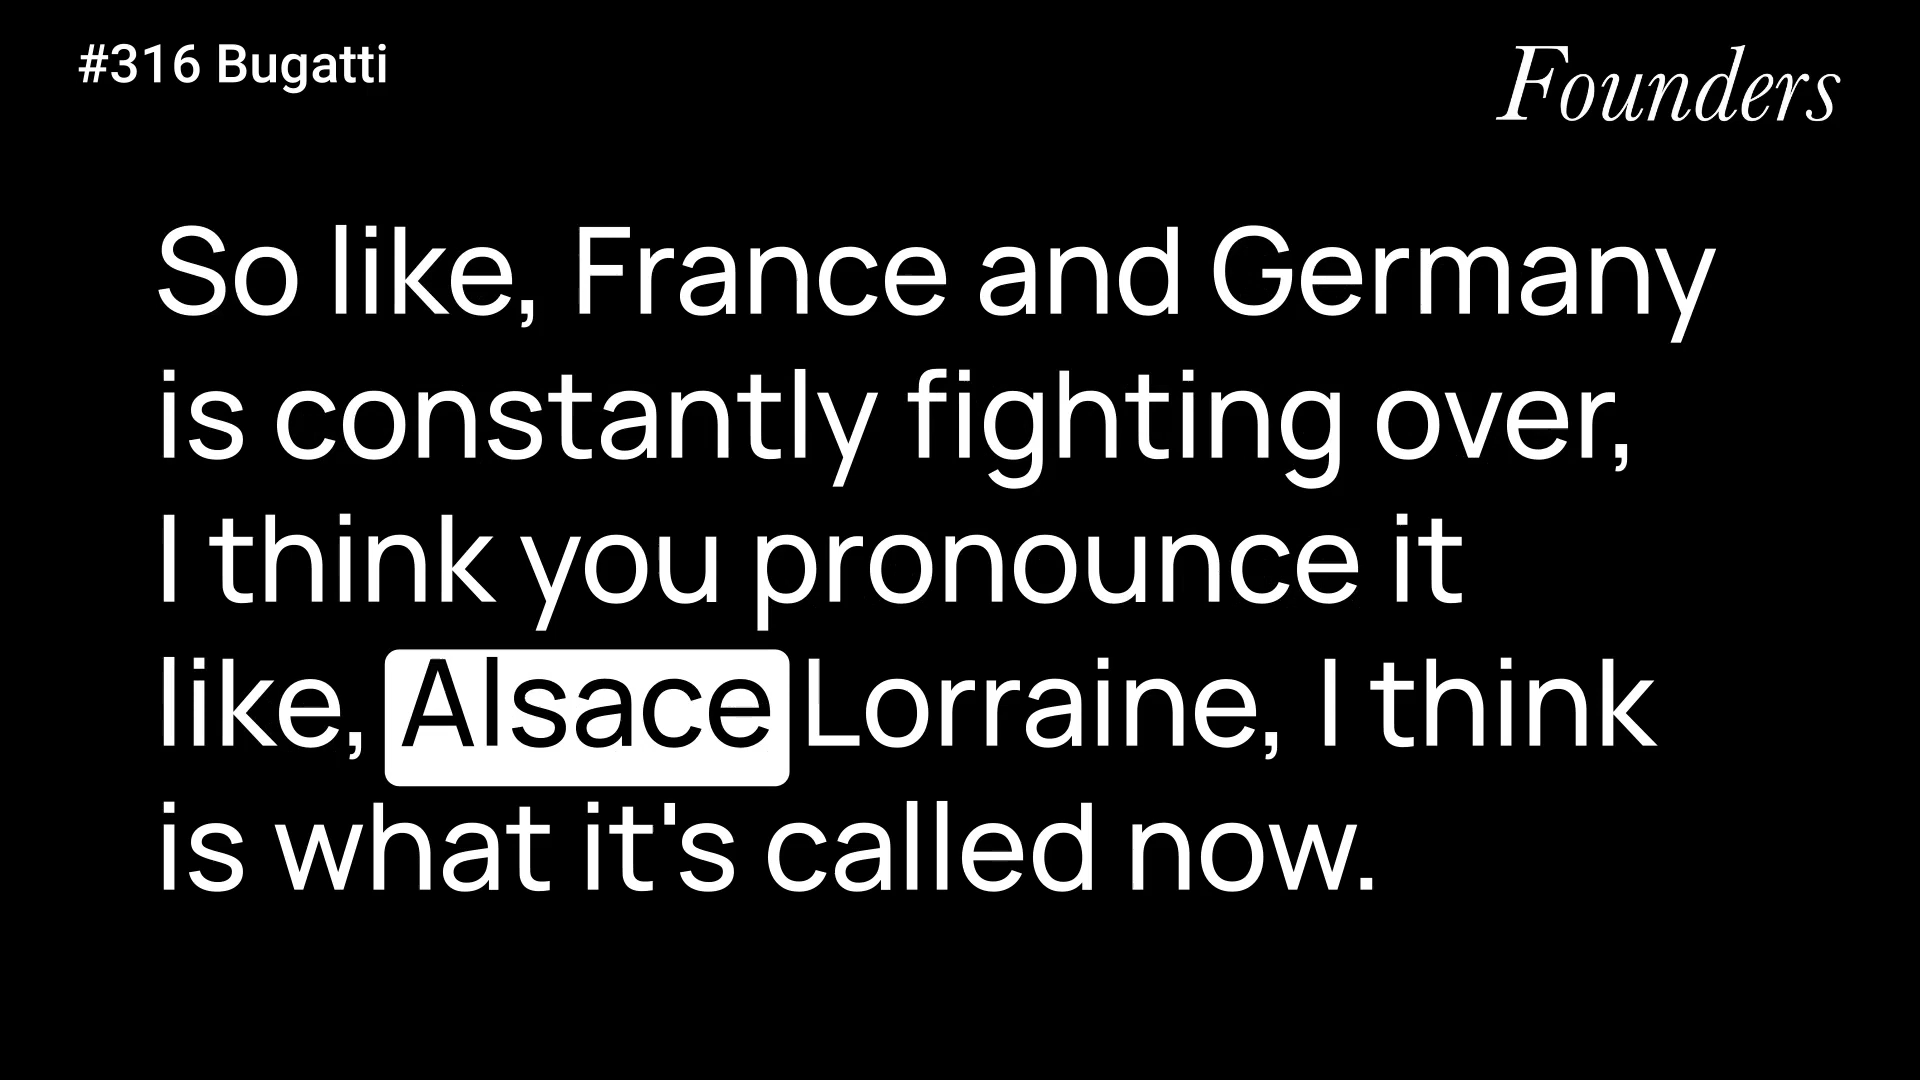 #316 Bugatti
Founders
So like, France and Germany
is constantly fighting over,
I think you pronounce it
like, Alsace Lorraine, I think
is what it's called now.